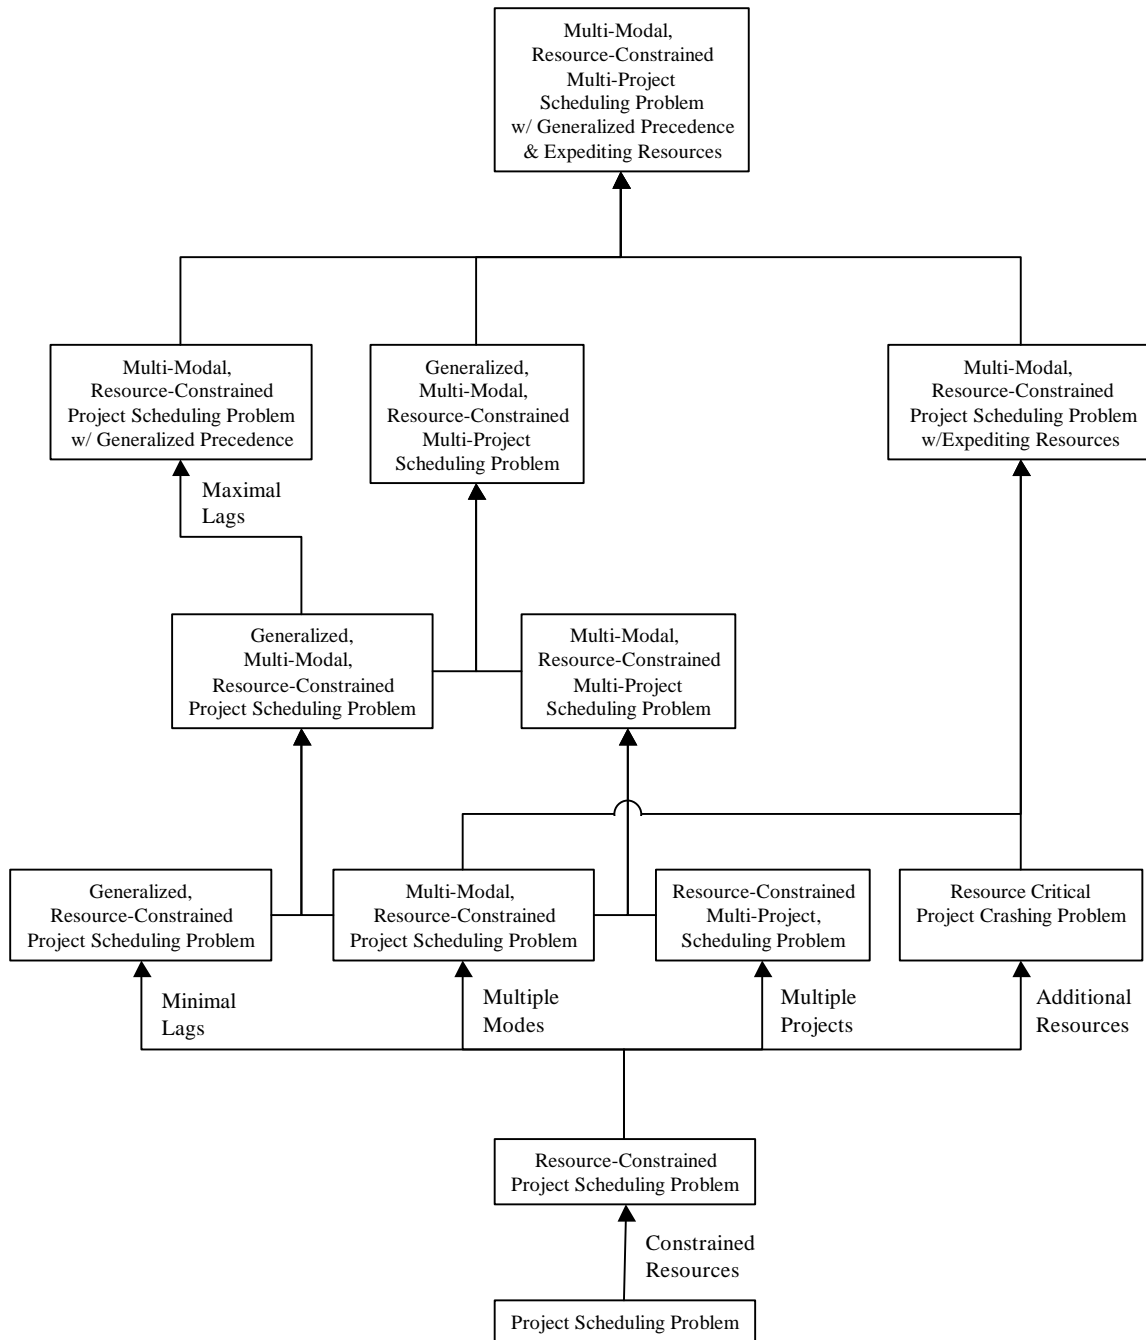 Multi-Modal,
Resource-Constrained
Multi-Project
Scheduling Problem
w/ Generalized Precedence
& Expediting Resources
Multi-Modal,
Resource-Constrained
Project Scheduling Problem
w/ Generalized Precedence
Generalized,
Multi-Modal,
Resource-Constrained
Multi-Project
Scheduling Problem
Multi-Modal,
Resource-Constrained
Project Scheduling Problem
w/Expediting Resources
Maximal
Lags
Generalized,
Multi-Modal,
Resource-Constrained
Project Scheduling Problem
Multi-Modal,
Resource-Constrained
Multi-Project
Scheduling Problem
Generalized,
Resource-Constrained
Project Scheduling Problem
Multi-Modal,
Resource-Constrained
Project Scheduling Problem
Resource-Constrained
Multi-Project,
Scheduling Problem
Resource Critical
Project Crashing Problem
Minimal
Lags
Multiple
Modes
Multiple
Projects
Additional
Resources
Resource-Constrained
Project Scheduling Problem
Constrained
Resources
Project Scheduling Problem